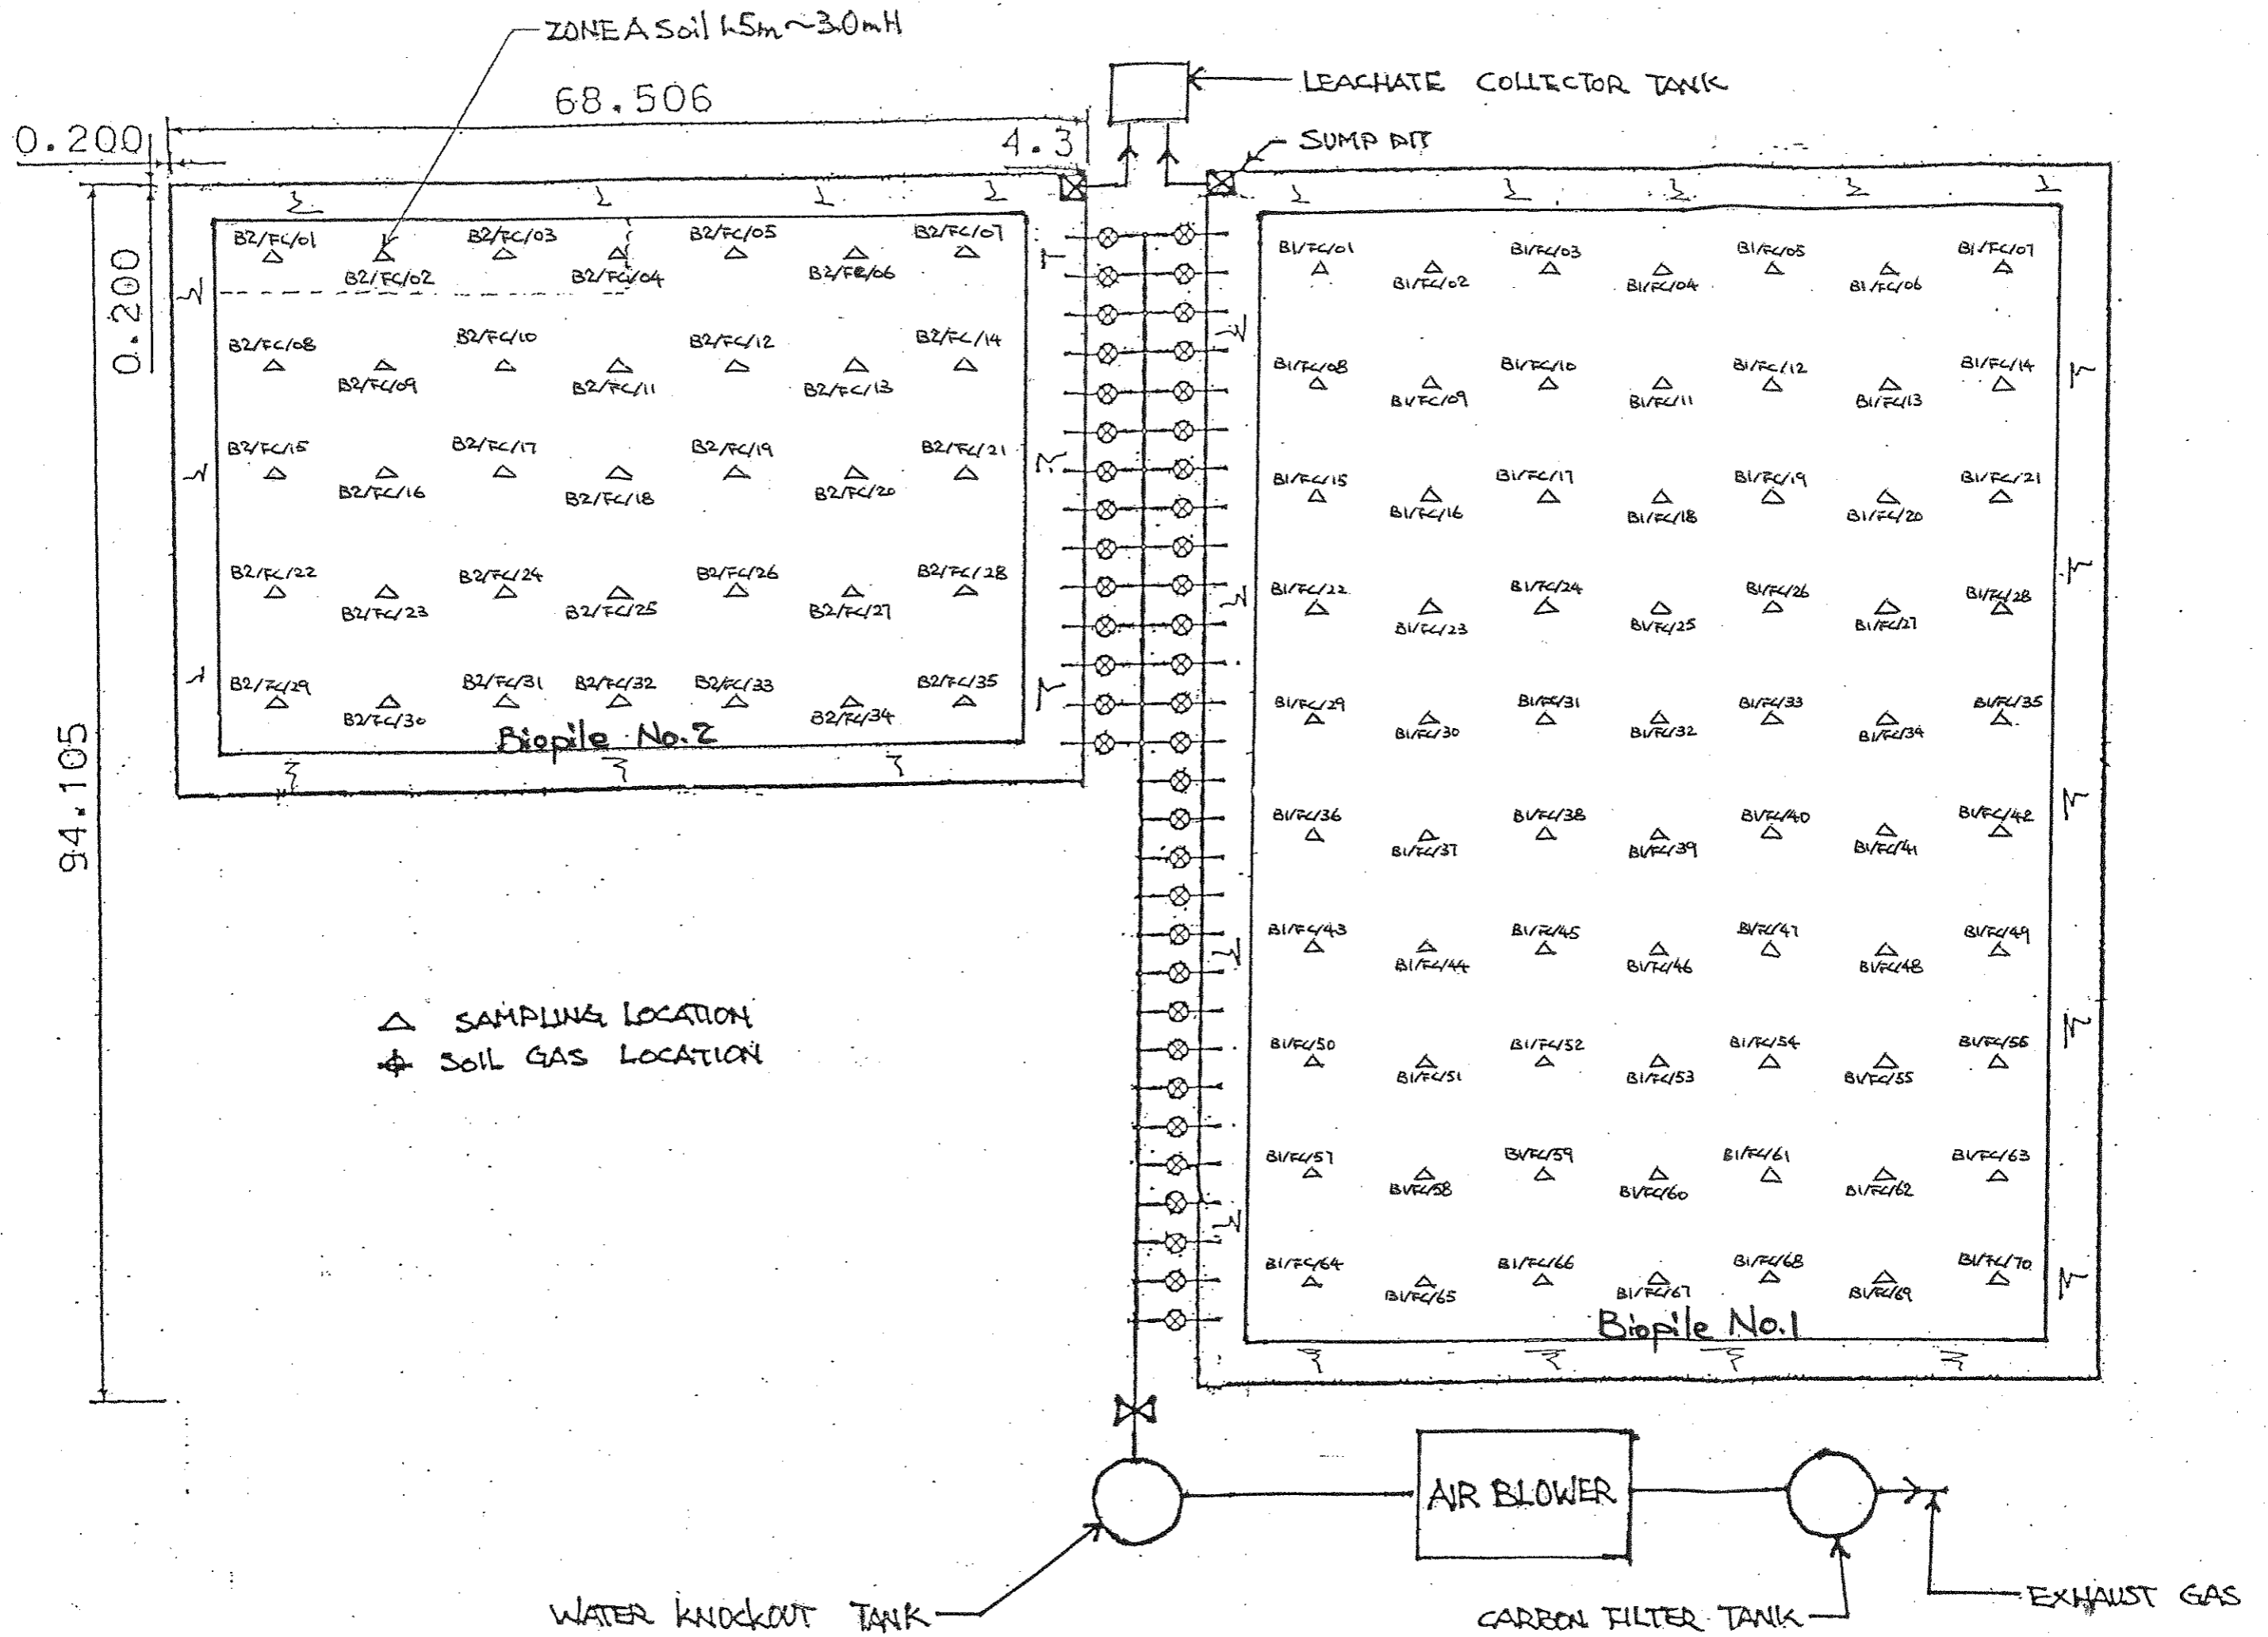 ZONE A Soil 1.5m~3.0mH
68.506
LEACHATE COLLECTOR TANK
0.200
4.3
SUMP PIT
0.200
94.105
B2/FC/01
B2/FC/02
B2/FC/03
B2/FC/04
B2/FC/05
B2/FC/06
B2/FC/07
B2/FC/08
B2/FC/09
B2/FC/10
B2/FC/11
B2/FC/12
B2/FC/13
B2/FC/14
B2/FC/15
B2/FC/16
B2/FC/17
B2/FC/18
B2/FC/19
B2/FC/20
B2/FC/21
B2/FC/22
B2/FC/23
B2/FC/24
B2/FC/25
B2/FC/26
B2/FC/27
B2/FC/28
B2/FC/29
B2/FC/30
B2/FC/31
B2/FC/32
B2/FC/33
B2/FC/34
B2/FC/35
Biopile No.2
B1/FC/01
B1/FC/02
B1/FC/03
B1/FC/04
B1/FC/05
B1/FC/06
B1/FC/07
B1/FC/08
B1/FC/09
B1/FC/10
B1/FC/11
B1/FC/12
B1/FC/13
B1/FC/14
B1/FC/15
B1/FC/16
B1/FC/17
B1/FC/18
B1/FC/19
B1/FC/20
B1/FC/21
B1/FC/22
B1/FC/23
B1/FC/24
B1/FC/25
B1/FC/26
B1/FC/27
B1/FC/28
B1/FC/29
B1/FC/30
B1/FC/31
B1/FC/32
B1/FC/33
B1/FC/34
B1/FC/35
B1/FC/36
B1/FC/37
B1/FC/38
B1/FC/39
B1/FC/40
B1/FC/41
B1/FC/42
B1/FC/43
B1/FC/44
B1/FC/45
B1/FC/46
B1/FC/47
B1/FC/48
B1/FC/49
B1/FC/50
B1/FC/51
B1/FC/52
B1/FC/53
B1/FC/54
B1/FC/55
B1/FC/56
B1/FC/57
B1/FC/58
B1/FC/59
B1/FC/60
B1/FC/61
B1/FC/62
B1/FC/63
B1/FC/64
B1/FC/65
B1/FC/66
B1/FC/67
B1/FC/68
B1/FC/69
B1/FC/70
Biopile No.1
SAMPLING LOCATION
SOIL GAS LOCATION
AIR BLOWER
WATER KNOCKOUT TANK
CARBON FILTER TANK
EXHAUST GAS